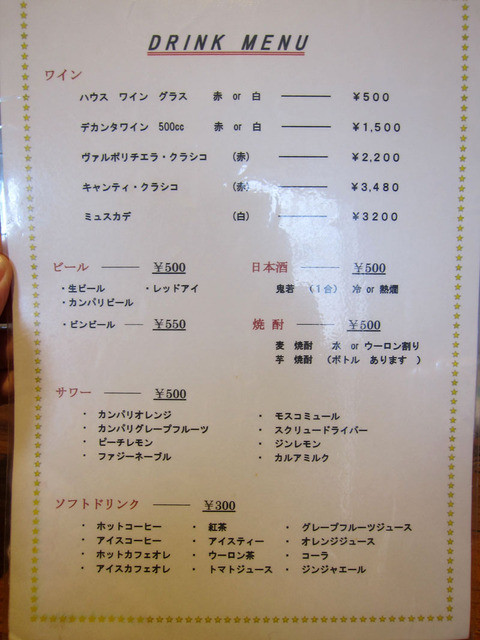 DRINK MENU
ワイン
ハウス ワイン グラス 赤 or 白 ——— ￥500
デカンタワイン 500cc 赤 or 白 ——— ￥1,500
ヴァルポリチエラ・クラシコ (赤) ——— ￥2,200
キャンティ・クラシコ (赤) ——— ￥3,480
ミュスカデ (白) ——— ￥3200
ビール ——— ￥500
・生ビール ・レッドアイ
・カンパリビール
・ビンビール —— ￥550
日本酒 ——— ￥500
鬼若 (1合) 冷 or 熱燗
焼酎 ——— ￥500
麦 焼酎 水 or ウーロン割り
芋 焼酎 (ボトル あります )
サワー ——— ￥500
・ カンパリオレンジ ・ モスコミュール
・ カンパリグレープフルーツ ・ スクリュードライバー
・ ピーチレモン ・ ジンレモン
・ ファジーネーブル ・ カルアミルク
ソフトドリンク ——— ￥300
・ ホットコーヒー ・ 紅茶 ・ グレープフルーツジュース
・ アイスコーヒー ・ アイスティー ・ オレンジジュース
・ ホットカフェオレ ・ ウーロン茶 ・ コーラ
・ アイスカフェオレ ・ トマトジュース ・ ジンジャエール